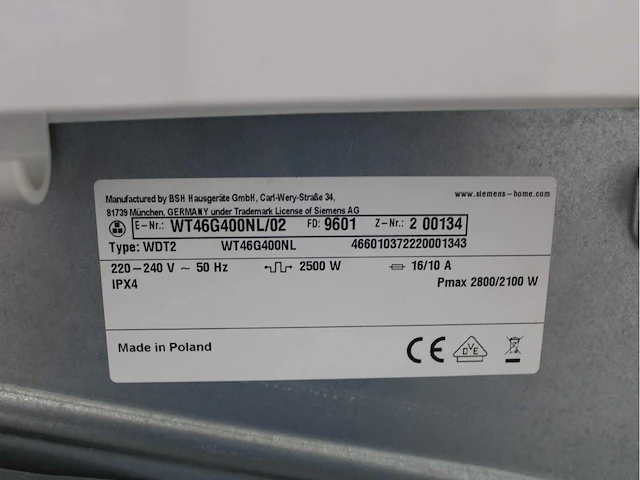 Manufactured by BSH Hausgeräte GmbH, Carl-Wery-Straße 34,
81739 München, GERMANY under Trademark License of Siemens AG
www.siemens-home.com
E-Nr.: WT46G400NL/02 FD: 9601 Z-Nr.: 2 00134
Type: WDT2 WT46G400NL 466010372220001343
220-240 V ~ 50 Hz 2500 W 16/10 A
IPX4 Pmax 2800/2100 W
Made in Poland
CE DVE